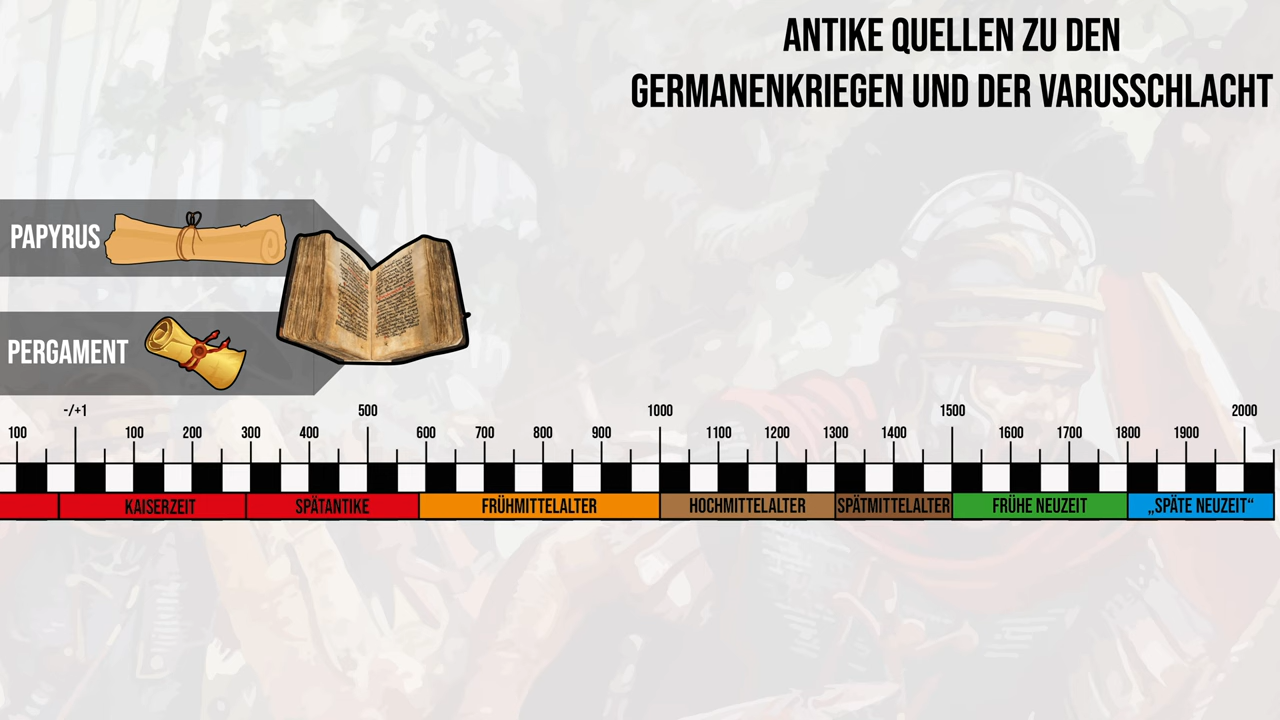 ANTIKE QUELLEN ZU DEN
GERMANENKRIEGEN UND DER VARUSSCHLACHT
PAPYRUS
PERGAMENT
-/+1 500 1000 1500 2000
100 100 200 300 400 600 700 800 900 1100 1200 1300 1400 1600 1700 1800 1900
KAISERZEIT SPÄTANTIKE FRÜHMITTELALTER HOCHMITTELALTER SPÄTMITTELALTER FRÜHE NEUZEIT „SPÄTE NEUZEIT“